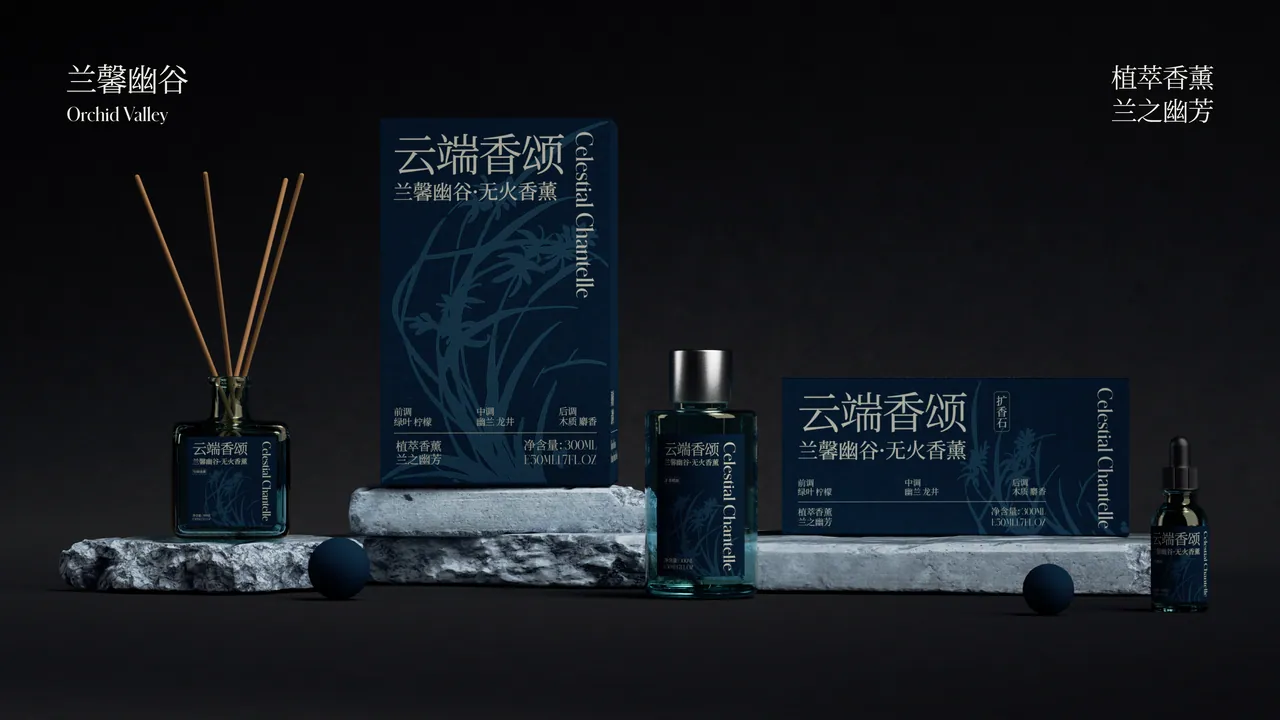 兰馨幽谷
Orchid Valley
植萃香薰
兰之幽芳
云端香颂
兰馨幽谷·无火香薰
Celestial Chantelle
前调
绿叶 柠檬
中调
幽兰 龙井
后调
木质 麝香
植萃香薰
兰之幽芳
净含量:300ML
E50ML1.7FL.OZ
云端香颂
兰馨幽谷·无火香薰
Celestial Chantelle
云端香颂
兰馨幽谷·无火香薰
Celestial Chantelle
云端香颂
兰馨幽谷·无火香薰
扩香石
Celestial Chantelle
前调
绿叶 柠檬
中调
幽兰 龙井
后调
木质 麝香
植萃香薰
兰之幽芳
净含量:300ML
E50ML1.7FL.OZ
云端香颂
兰馨幽谷·无火香薰
Celestial Chantelle